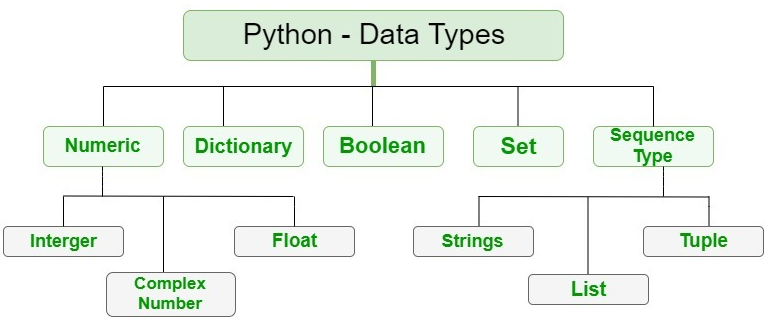 Python - Data Types
Numeric
Dictionary
Boolean
Set
Sequence
Type
Interger
Float
Strings
Tuple
Complex
Number
List